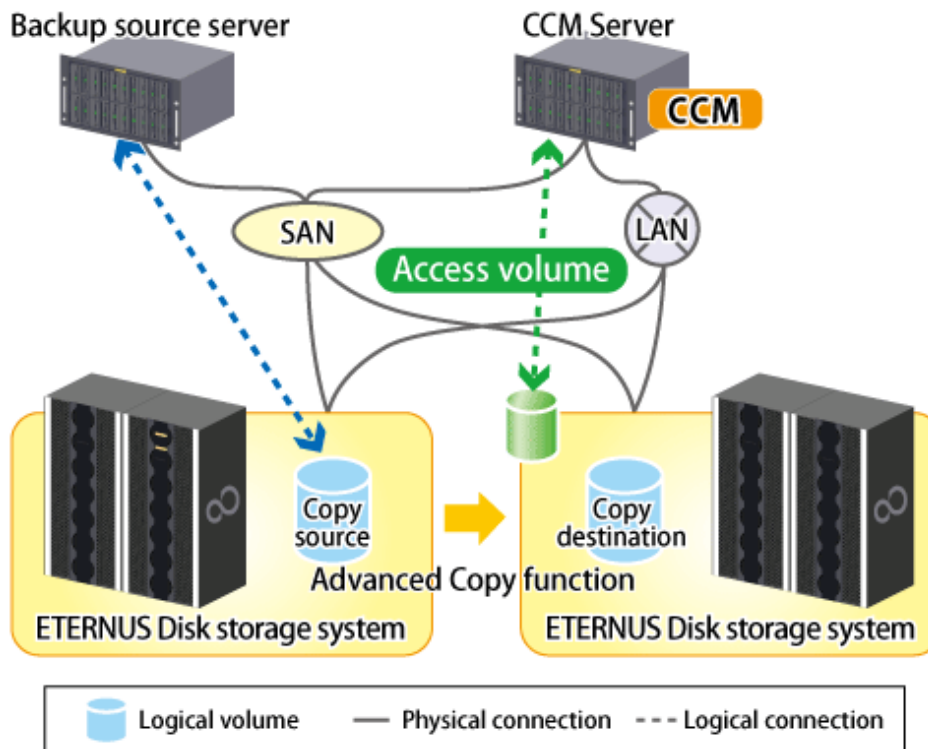 Backup source server
CCM Server
CCM
SAN
LAN
Access volume
Copy
source
Copy
destination
Advanced Copy function
ETERNUS Disk storage system
ETERNUS Disk storage system
Logical volume
Physical connection
Logical connection